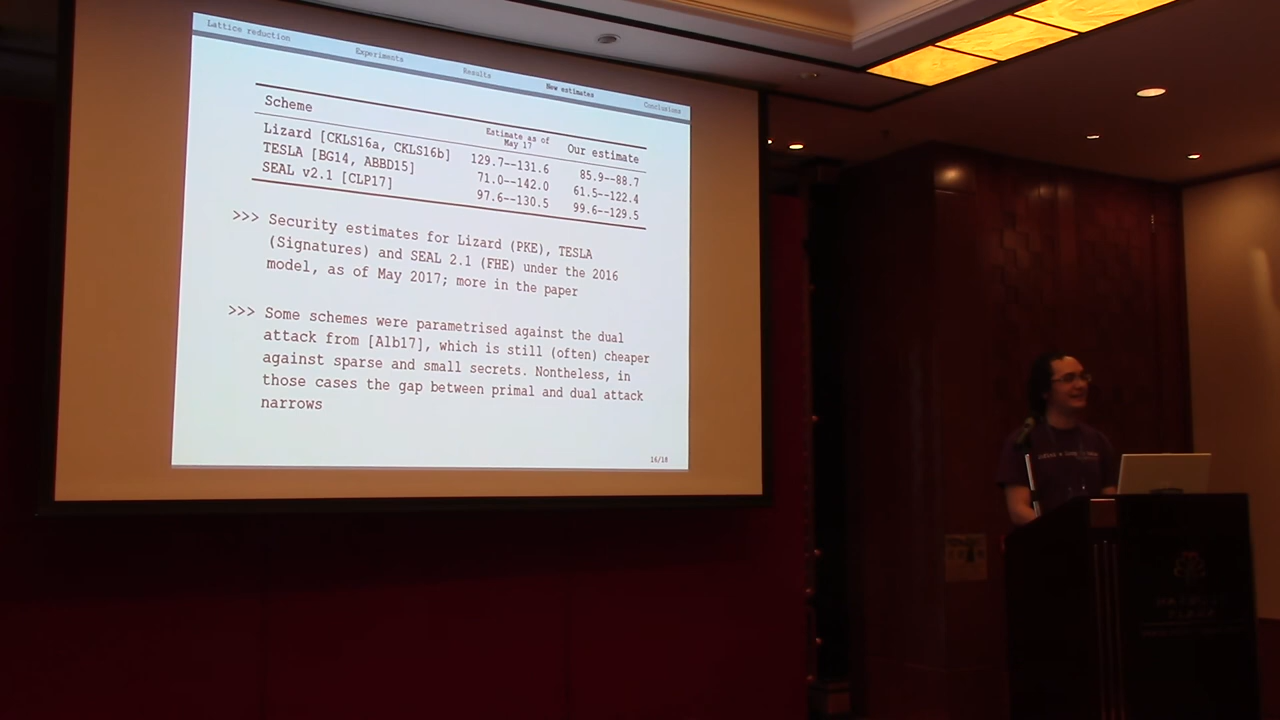 Lattice reduction Experiments Results New estimates Conclusions
Scheme Estimate as of May 17 Our estimate
Lizard [CKLS16a, CKLS16b] 129.7--131.6 85.9--88.7
TESLA [BG14, ABBD15] 71.0--142.0 61.5--122.4
SEAL v2.1 [CLP17] 97.6--130.5 99.6--129.5
>>> Security estimates for Lizard (PKE), TESLA
(Signatures) and SEAL 2.1 (FHE) under the 2016
model, as of May 2017; more in the paper
>>> Some schemes were parametrised against the dual
attack from [Alb17], which is still (often) cheaper
against sparse and small secrets. Nontheless, in
those cases the gap between primal and dual attack
narrows
16/18